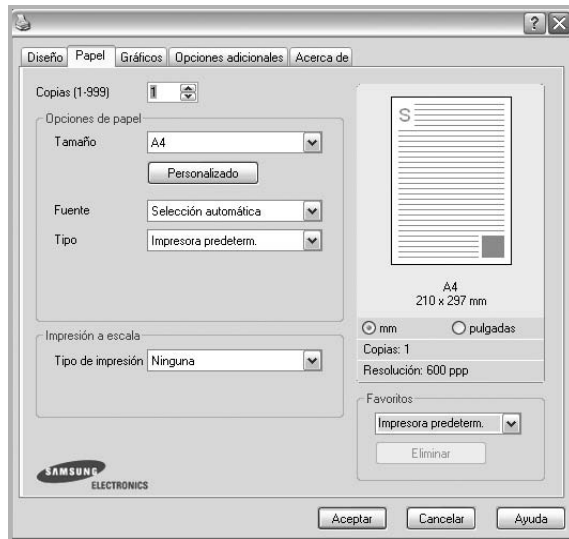 Diseño Papel Gráficos Opciones adicionales Acerca de
Copias (1-999) 1
Opciones de papel
Tamaño A4
Personalizado
Fuente Selección automática
Tipo Impresora predeterm.
Impresión a escala
Tipo de impresión Ninguna
SAMSUNG
ELECTRONICS
S
A4
210 x 297 mm
mm pulgadas
Copias: 1
Resolución: 600 ppp
Favoritos
Impresora predeterm.
Eliminar
Aceptar Cancelar Ayuda